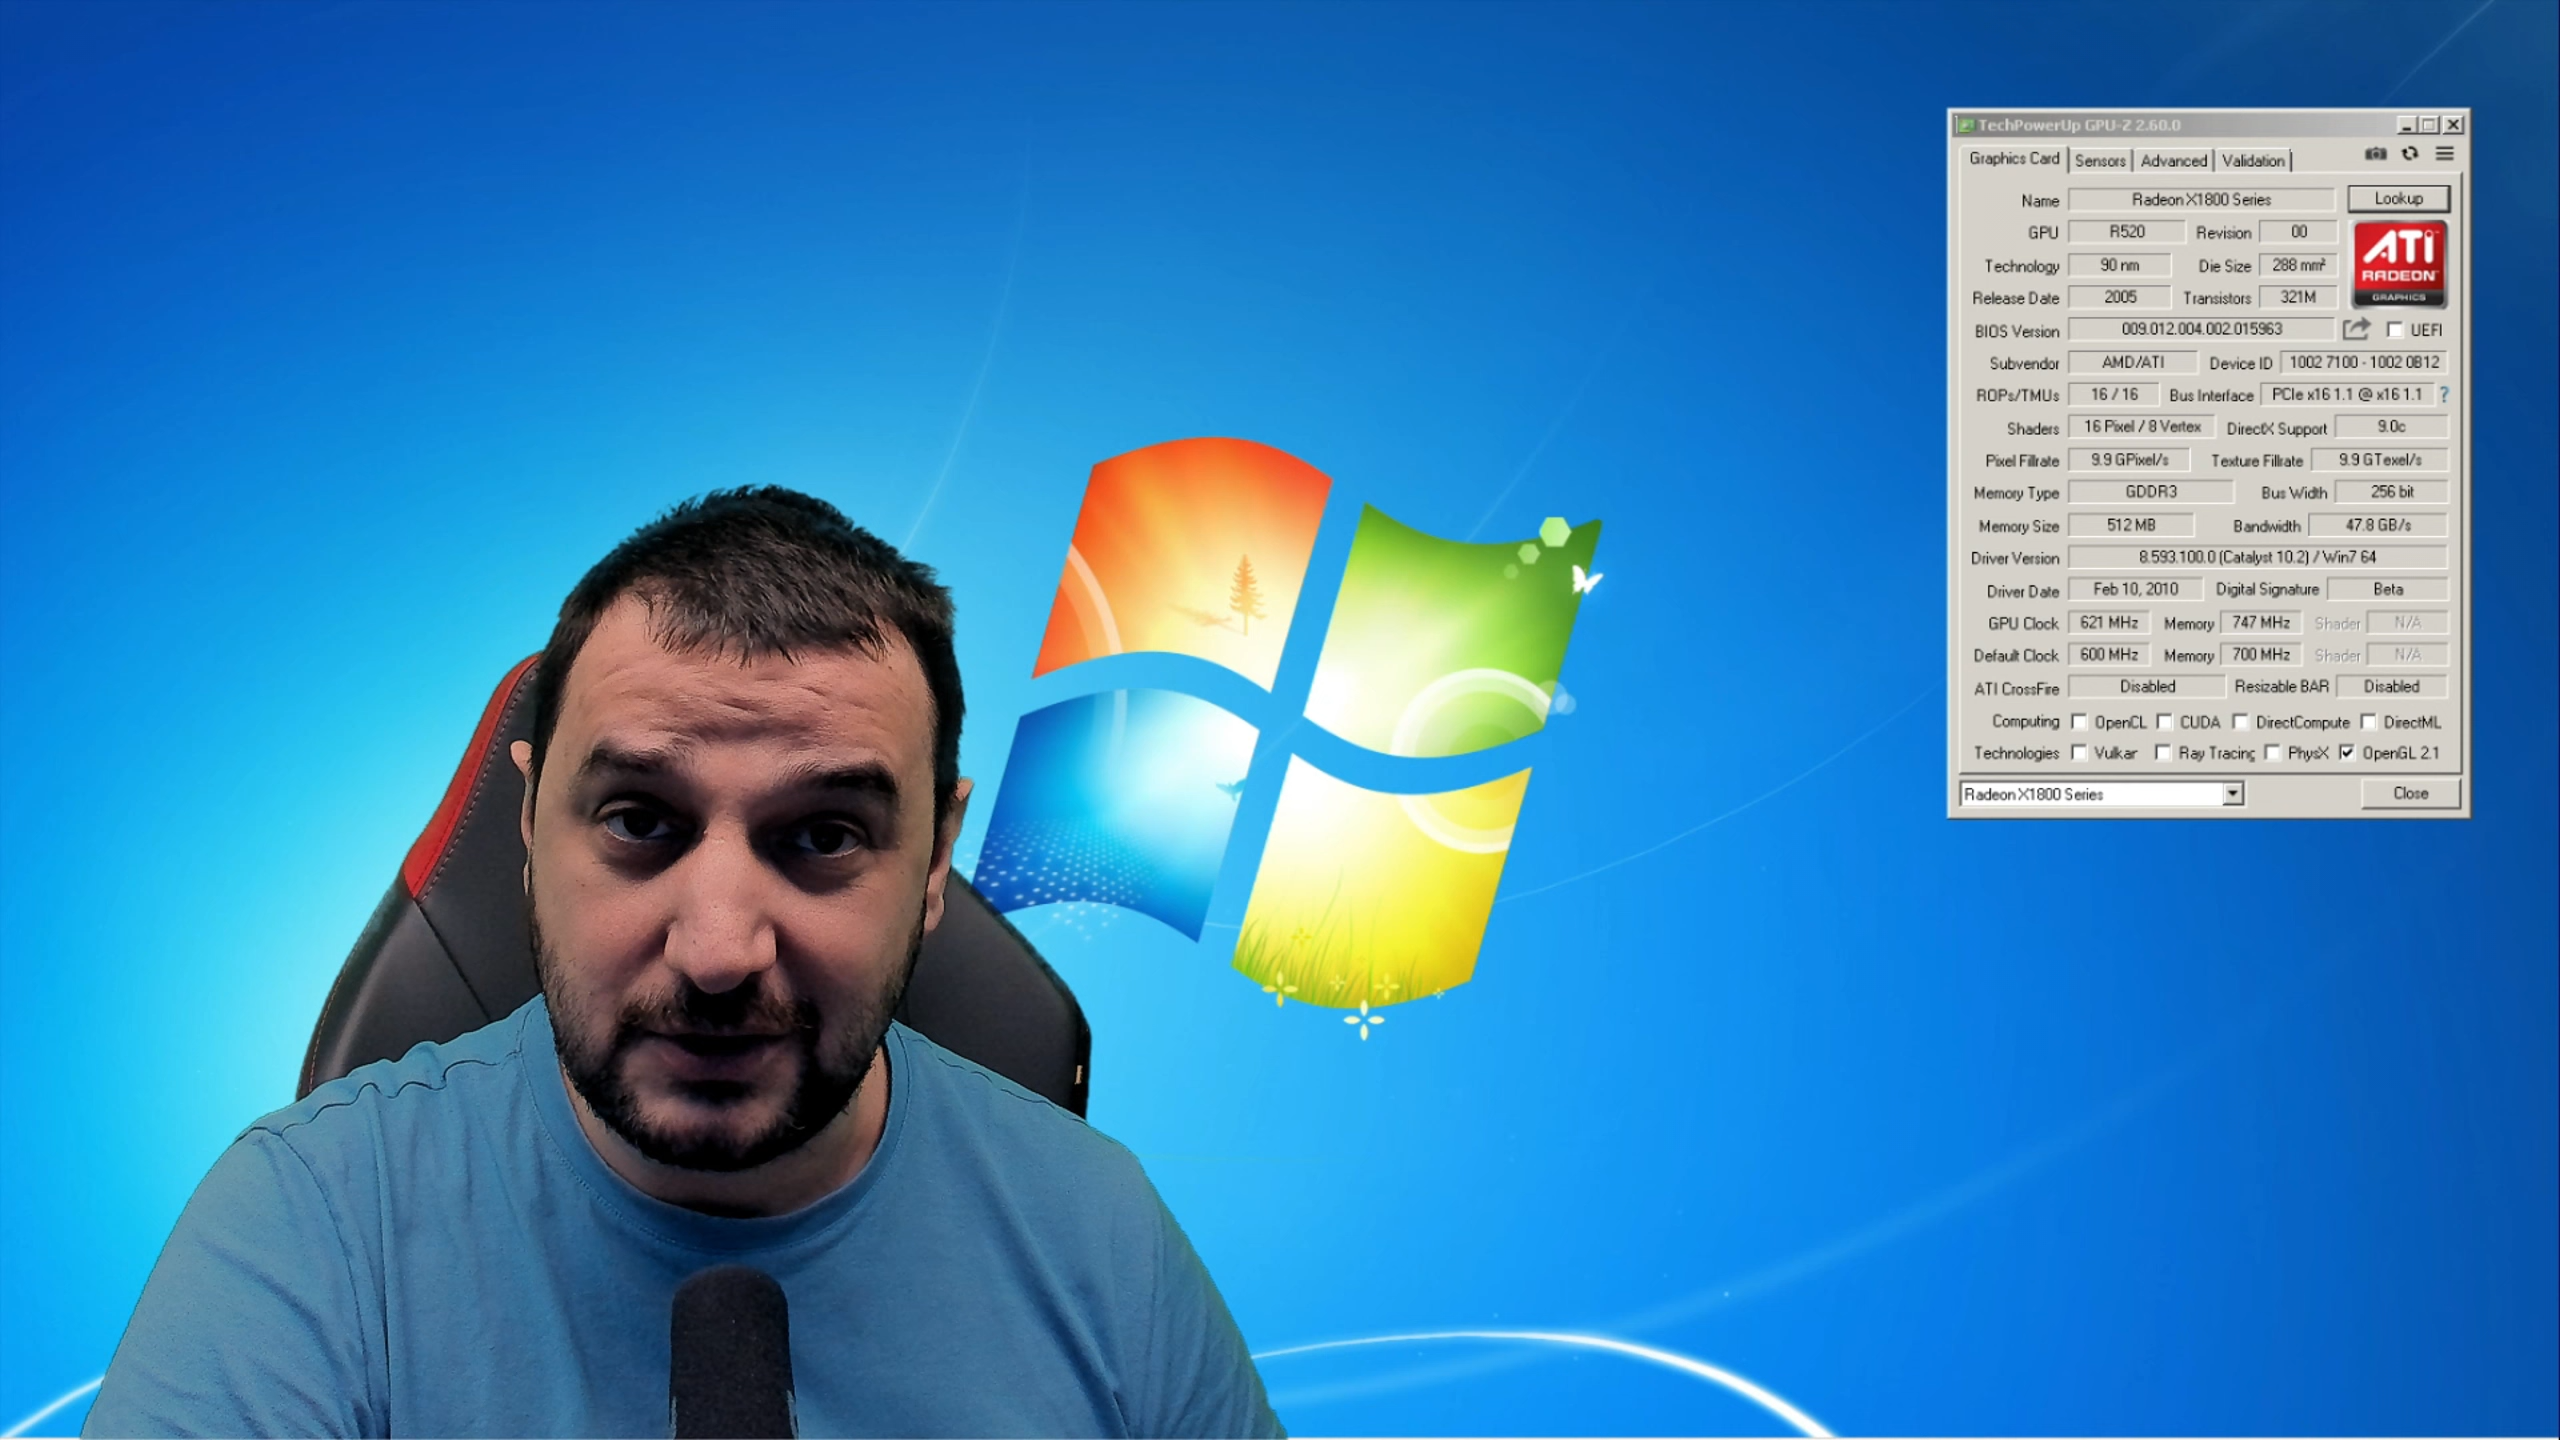 TechPowerUp GPU-Z 2.60.0
Graphics Card Sensors Advanced Validation
Name Radeon X1800 Series Lookup
GPU R520 Revision 00
ATI
RADEON
GRAPHICS
Technology 90 nm Die Size 288 mm²
Release Date 2005 Transistors 321M
BIOS Version 009.012.004.002.015963 UEFI
Subvendor AMD/ATI Device ID 1002 7100 - 1002 0B12
ROPs/TMUs 16 / 16 Bus Interface PCIe x16 1.1 @ x16 1.1 ?
Shaders 16 Pixel / 8 Vertex DirectX Support 9.0c
Pixel Fillrate 9.9 GPixel/s Texture Fillrate 9.9 GTexel/s
Memory Type GDDR3 Bus Width 256 bit
Memory Size 512 MB Bandwidth 47.8 GB/s
Driver Version 8.593.100.0 (Catalyst 10.2) / Win7 64
Driver Date Feb 10, 2010 Digital Signature Beta
GPU Clock 621 MHz Memory 747 MHz Shader N/A
Default Clock 600 MHz Memory 700 MHz Shader N/A
ATI CrossFire Disabled Resizable BAR Disabled
Computing OpenCL CUDA DirectCompute DirectML
Technologies Vulkan Ray Tracing PhysX OpenGL 2.1
Radeon X1800 Series Close